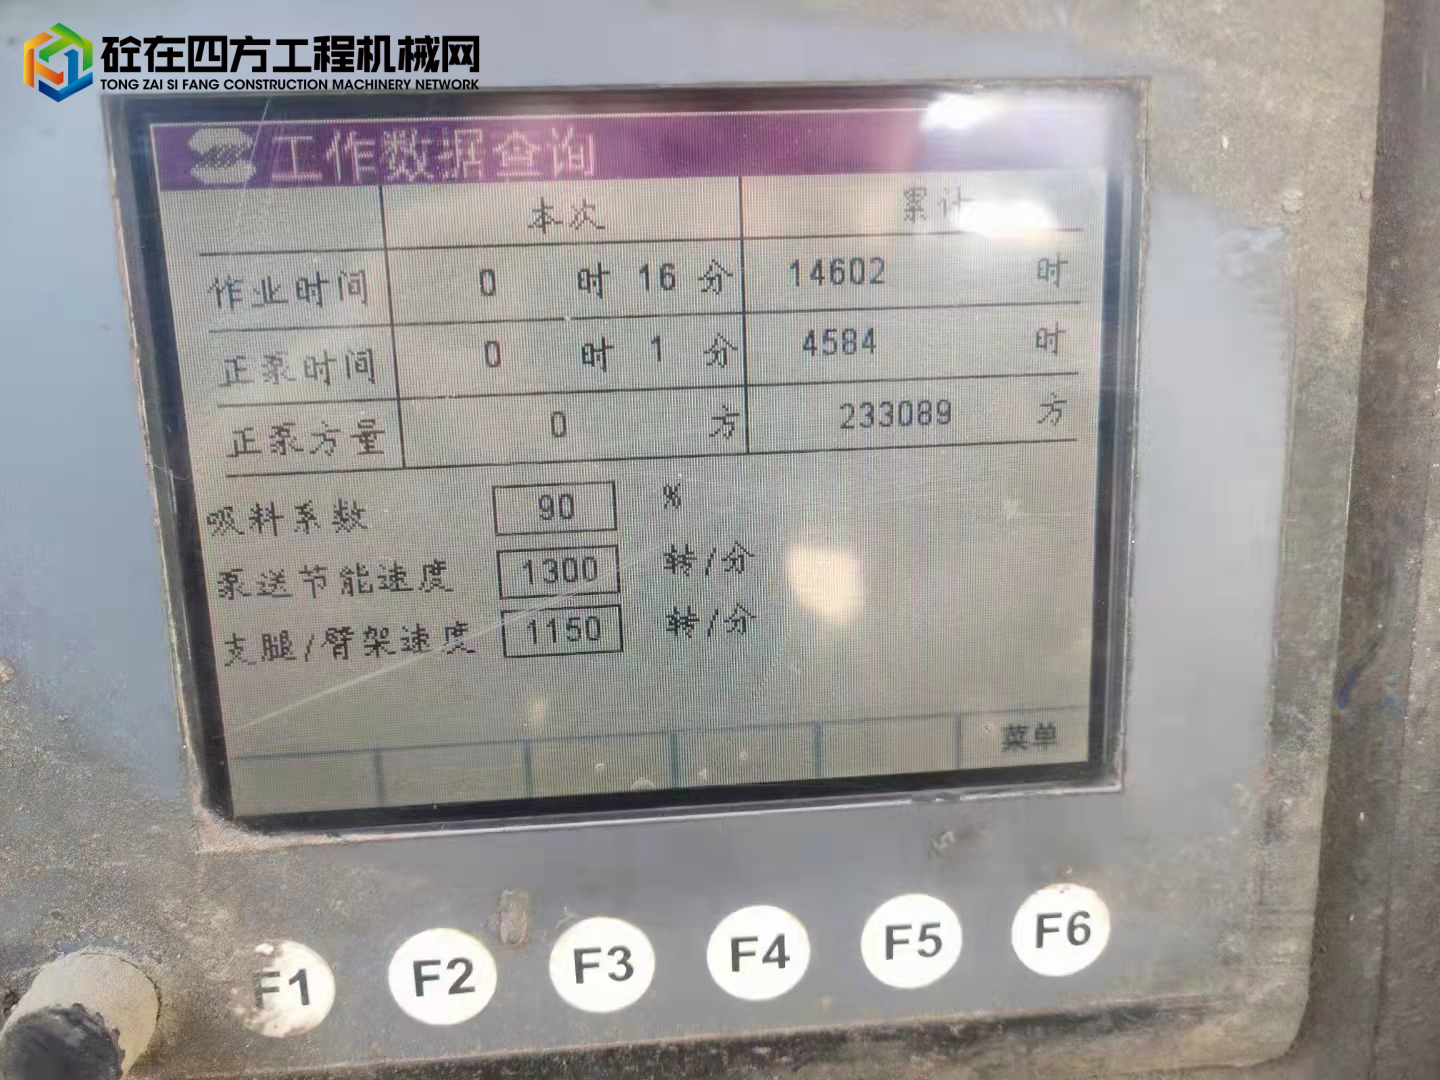 砼在四方工程机械网
TONG ZAI SI FANG CONSTRUCTION MACHINERY NETWORK
工作数据查询
本次 累计
作业时间 0 时 16 分 14602 时
正泵时间 0 时 1 分 4584 时
正泵方量 0 方 233089 方
吸料系数 90 %
泵送节能速度 1300 转/分
支腿/臂架速度 1150 转/分
菜单
F1 F2 F3 F4 F5 F6